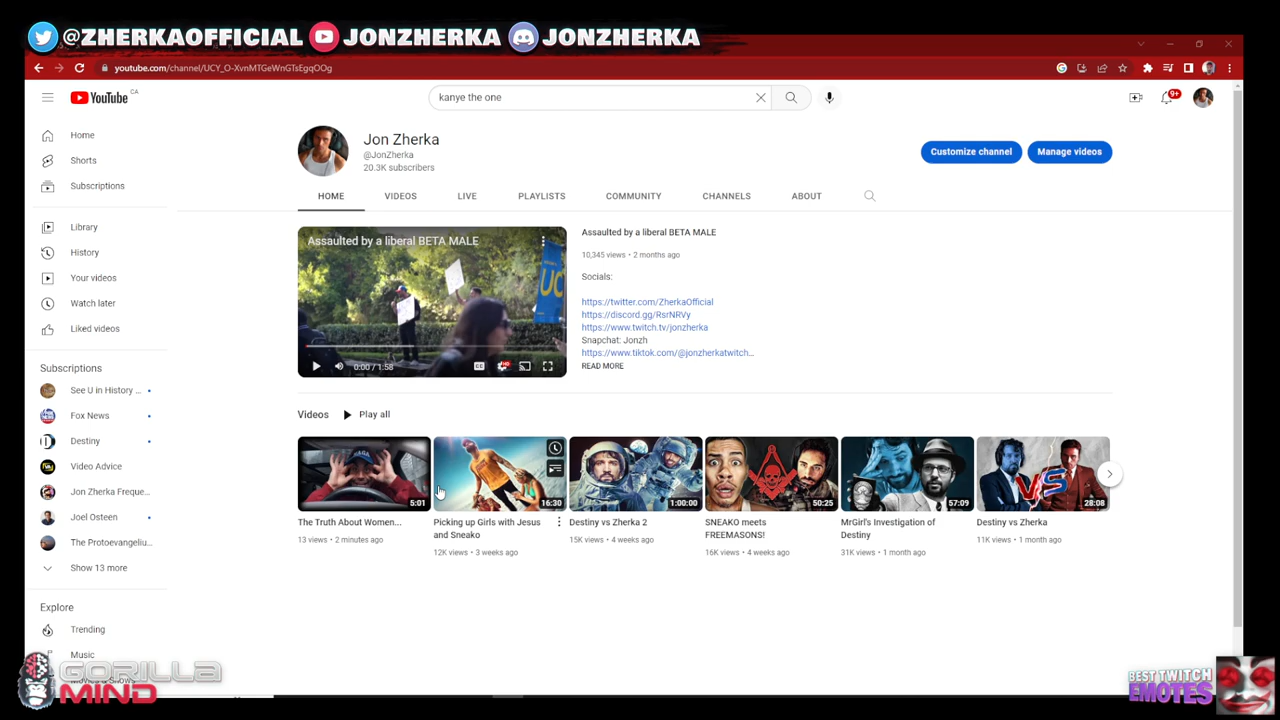 @ZHERKAOFFICIAL JONZHERKA JONZHERKA
youtube.com/channel/UCY_O-XvnMTGeWnGTsEgqOOg
YouTube CA
kanye the one
9+
Home
Shorts
Subscriptions
Library
History
Your videos
Watch later
Liked videos
Subscriptions
See U in History ...
Fox News
Destiny
Video Advice
Jon Zherka Freque...
Joel Osteen
The Protoevangeliu...
Show 13 more
Explore
Trending
Music
Jon Zherka
@JonZherka
20.3K subscribers
Customize channel
Manage videos
HOME
VIDEOS
LIVE
PLAYLISTS
COMMUNITY
CHANNELS
ABOUT
Assaulted by a liberal BETA MALE
UC
0:00 / 1:58
CC
HD
Assaulted by a liberal BETA MALE
10,345 views • 2 months ago
Socials:
https://twitter.com/ZherkaOfficial
https://discord.gg/RsrNRVy
https://www.twitch.tv/jonzherka
Snapchat: Jonzh
https://www.tiktok.com/@jonzherkatwitch...
READ MORE
Videos
Play all
5:01
The Truth About Women...
13 views • 2 minutes ago
16:30
Picking up Girls with Jesus
and Sneako
12K views • 3 weeks ago
1:00:00
Destiny vs Zherka 2
15K views • 4 weeks ago
50:25
SNEAKO meets
FREEMASONS!
16K views • 4 weeks ago
57:09
MrGirl's Investigation of
Destiny
31K views • 1 month ago
VS
28:08
Destiny vs Zherka
11K views • 1 month ago
GORILLA
MIND
BEST TWITCH
EMOTES